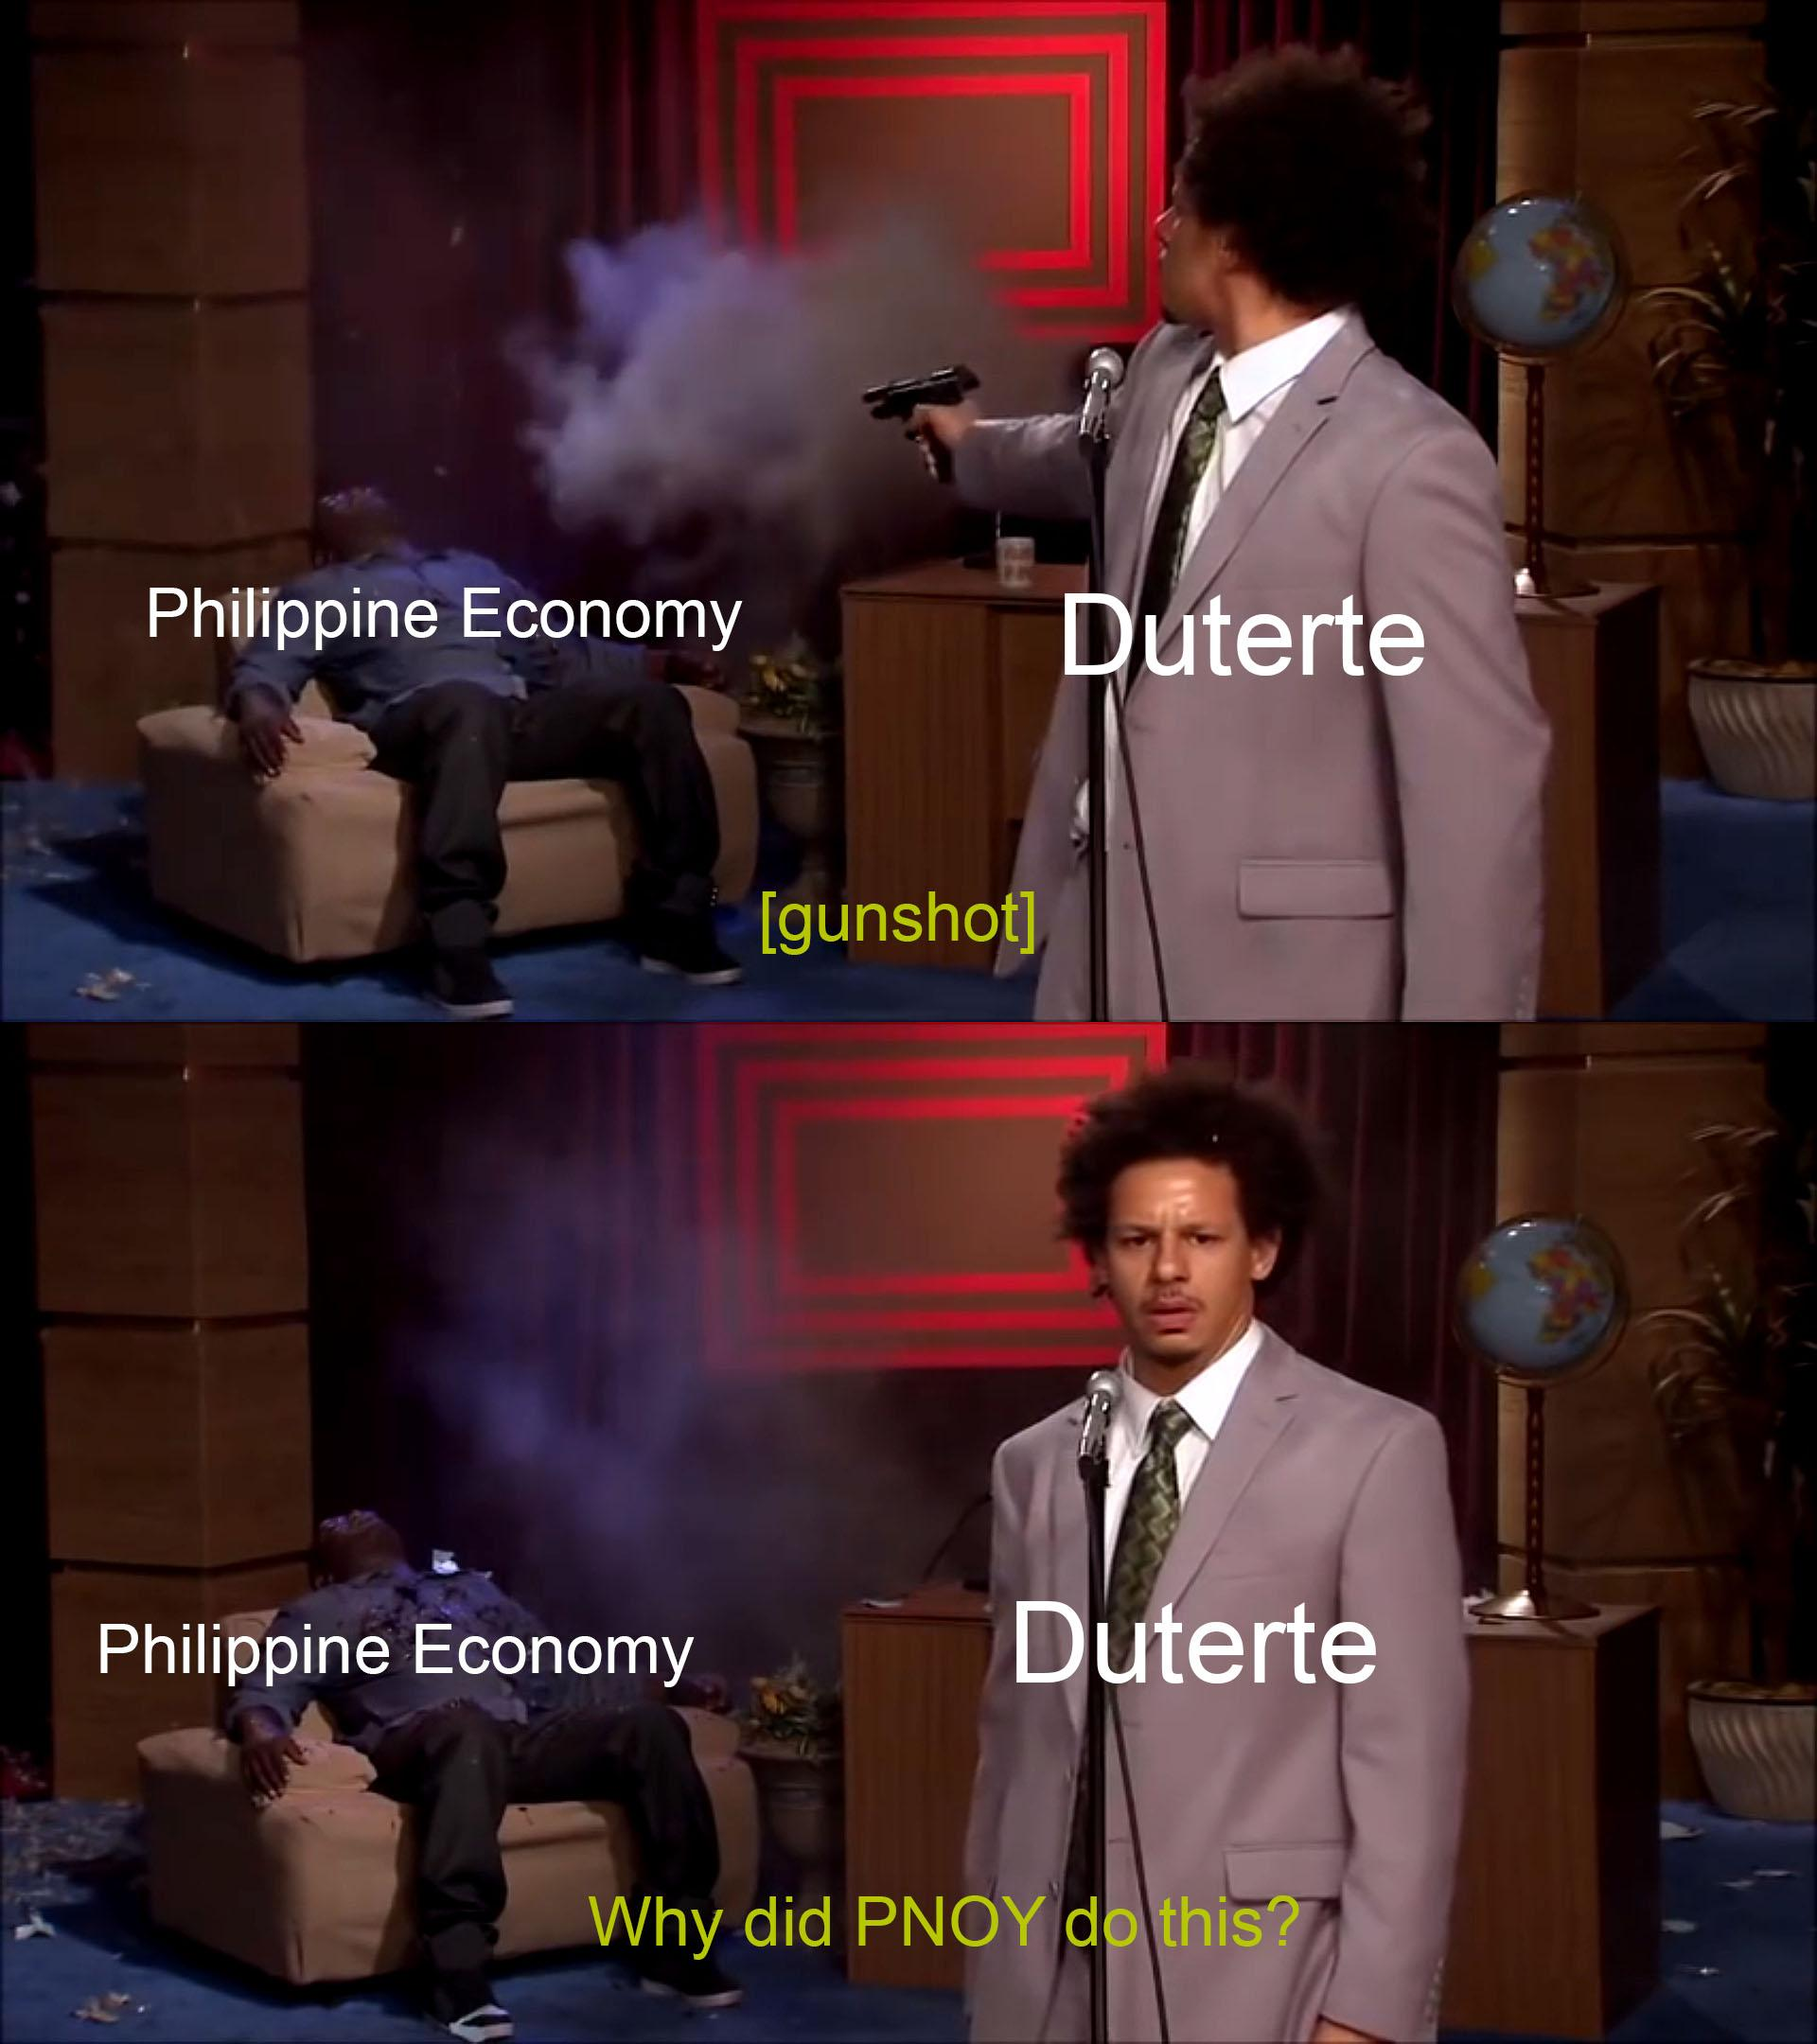 Philippine Economy
Duterte
[gunshot]
Philippine Economy
Duterte
Why did PNOY do this?